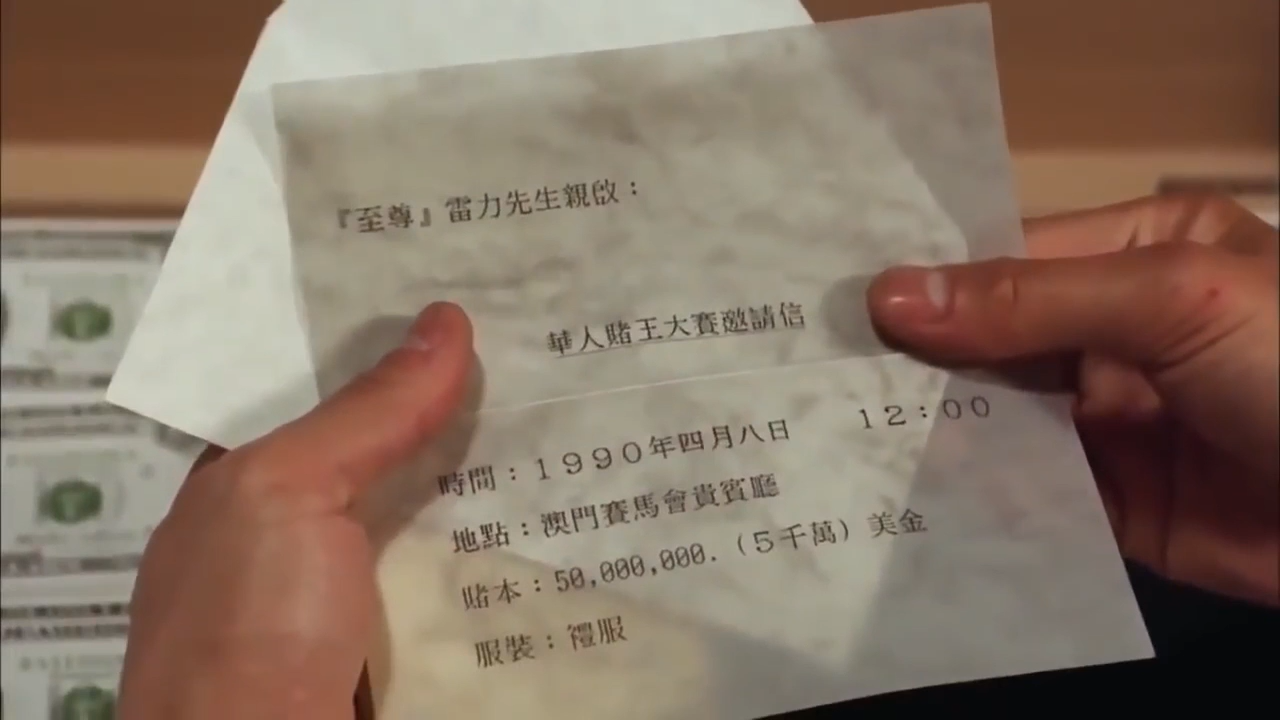 『至尊』雷力先生親啟：
華人賭王大賽邀請信
時間：1990年四月八日 12:00
地點：澳門賽馬會貴賓廳
賭本：50,000,000.（5千萬）美金
服裝：禮服